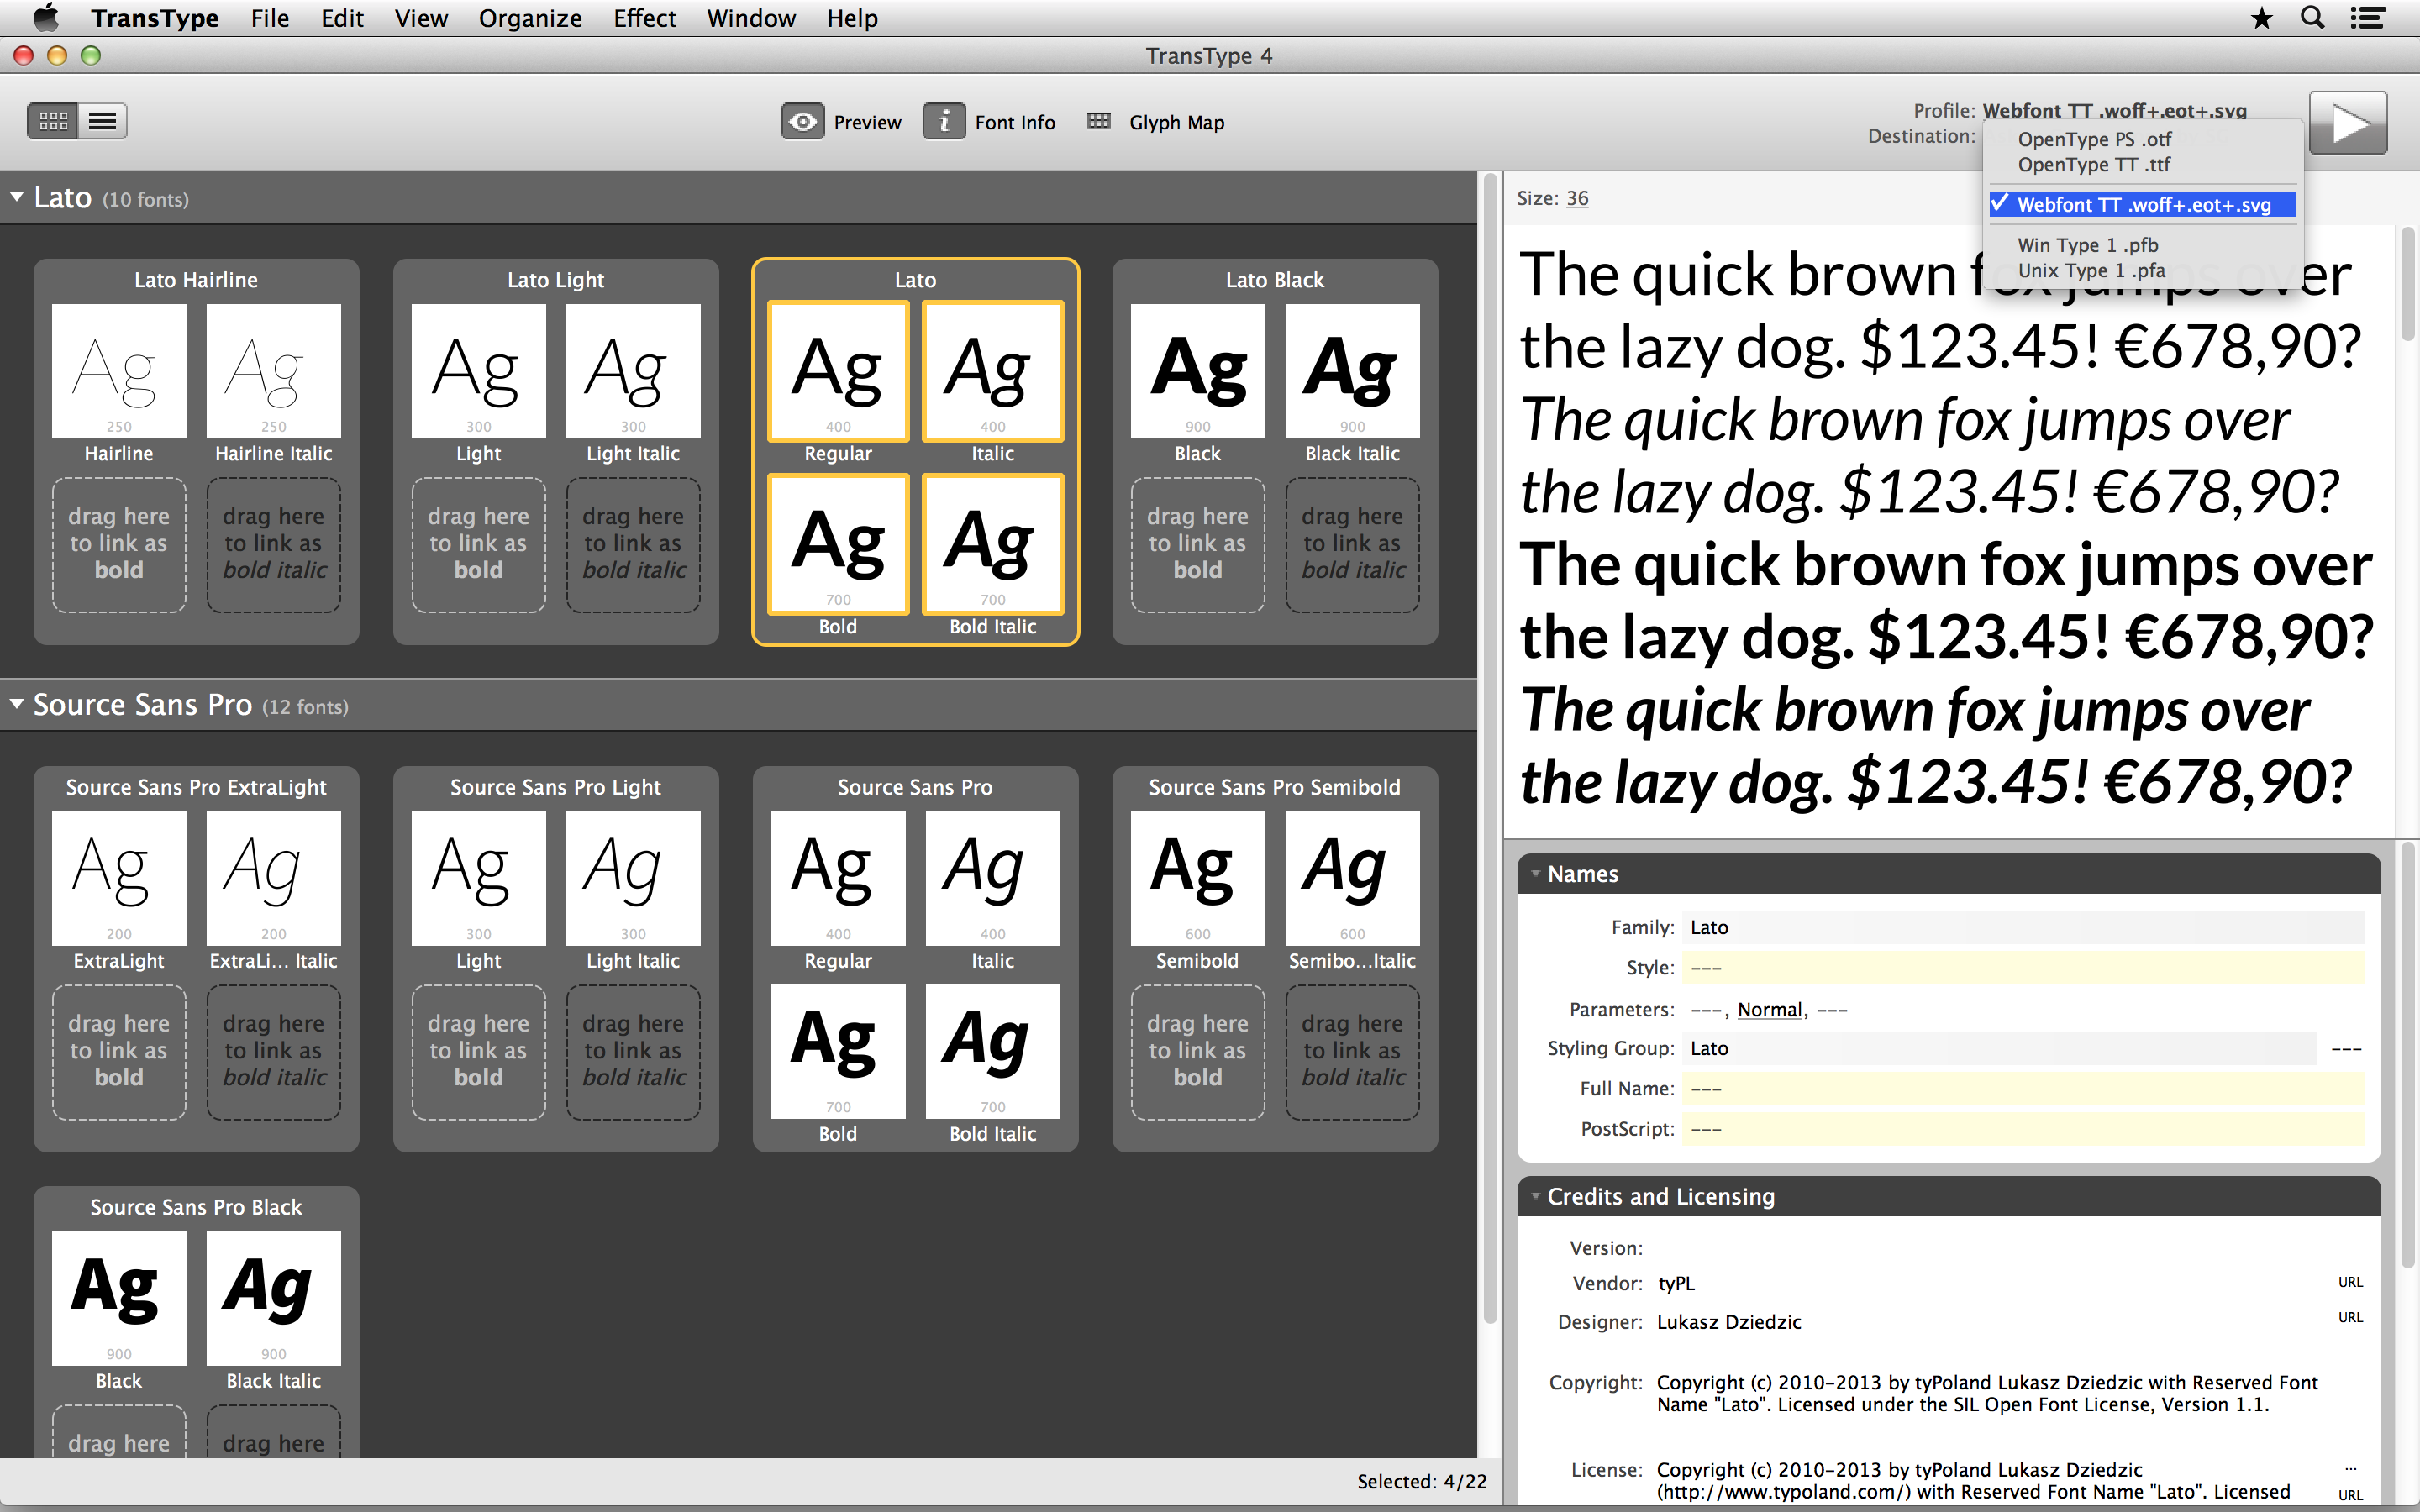 TransType File Edit View Organize Effect Window Help
TransType 4
Preview Font Info Glyph Map
Profile: Webfont TT .woff+.eot+.svg
Destination:
OpenType PS .otf
OpenType TT .ttf
Webfont TT .woff+.eot+.svg
Win Type 1 .pfb
Unix Type 1 .pfa
Lato (10 fonts)
Lato Hairline
Ag Ag
250 250
Hairline Hairline Italic
drag here drag here
to link as to link as
bold bold italic
Lato Light
Ag Ag
300 300
Light Light Italic
drag here drag here
to link as to link as
bold bold italic
Lato
Ag Ag
400 400
Regular Italic
Ag Ag
700 700
Bold Bold Italic
Lato Black
Ag Ag
900 900
Black Black Italic
drag here drag here
to link as to link as
bold bold italic
Source Sans Pro (12 fonts)
Source Sans Pro ExtraLight
Ag Ag
200 200
ExtraLight ExtraLi... Italic
drag here drag here
to link as to link as
bold bold italic
Source Sans Pro Light
Ag Ag
300 300
Light Light Italic
drag here drag here
to link as to link as
bold bold italic
Source Sans Pro
Ag Ag
400 400
Regular Italic
Ag Ag
700 700
Bold Bold Italic
Source Sans Pro Semibold
Ag Ag
600 600
Semibold Semibo...Italic
drag here drag here
to link as to link as
bold bold italic
Source Sans Pro Black
Ag Ag
900 900
Black Black Italic
drag here drag here
Selected: 4/22
Size: 36
The quick brown fox jumps over
the lazy dog. $123.45! €678,90?
The quick brown fox jumps over
the lazy dog. $123.45! €678,90?
The quick brown fox jumps over
the lazy dog. $123.45! €678,90?
The quick brown fox jumps over
the lazy dog. $123.45! €678,90?
Names
Family: Lato
Style: ---
Parameters: ---, Normal, ---
Styling Group: Lato ---
Full Name: ---
PostScript: ---
Credits and Licensing
Version:
Vendor: tyPL URL
Designer: Lukasz Dziedzic URL
Copyright: Copyright (c) 2010-2013 by tyPoland Lukasz Dziedzic with Reserved Font
Name "Lato". Licensed under the SIL Open Font License, Version 1.1.
License: Copyright (c) 2010-2013 by tyPoland Lukasz Dziedzic ...
(http://www.typoland.com/) with Reserved Font Name "Lato". Licensed URL